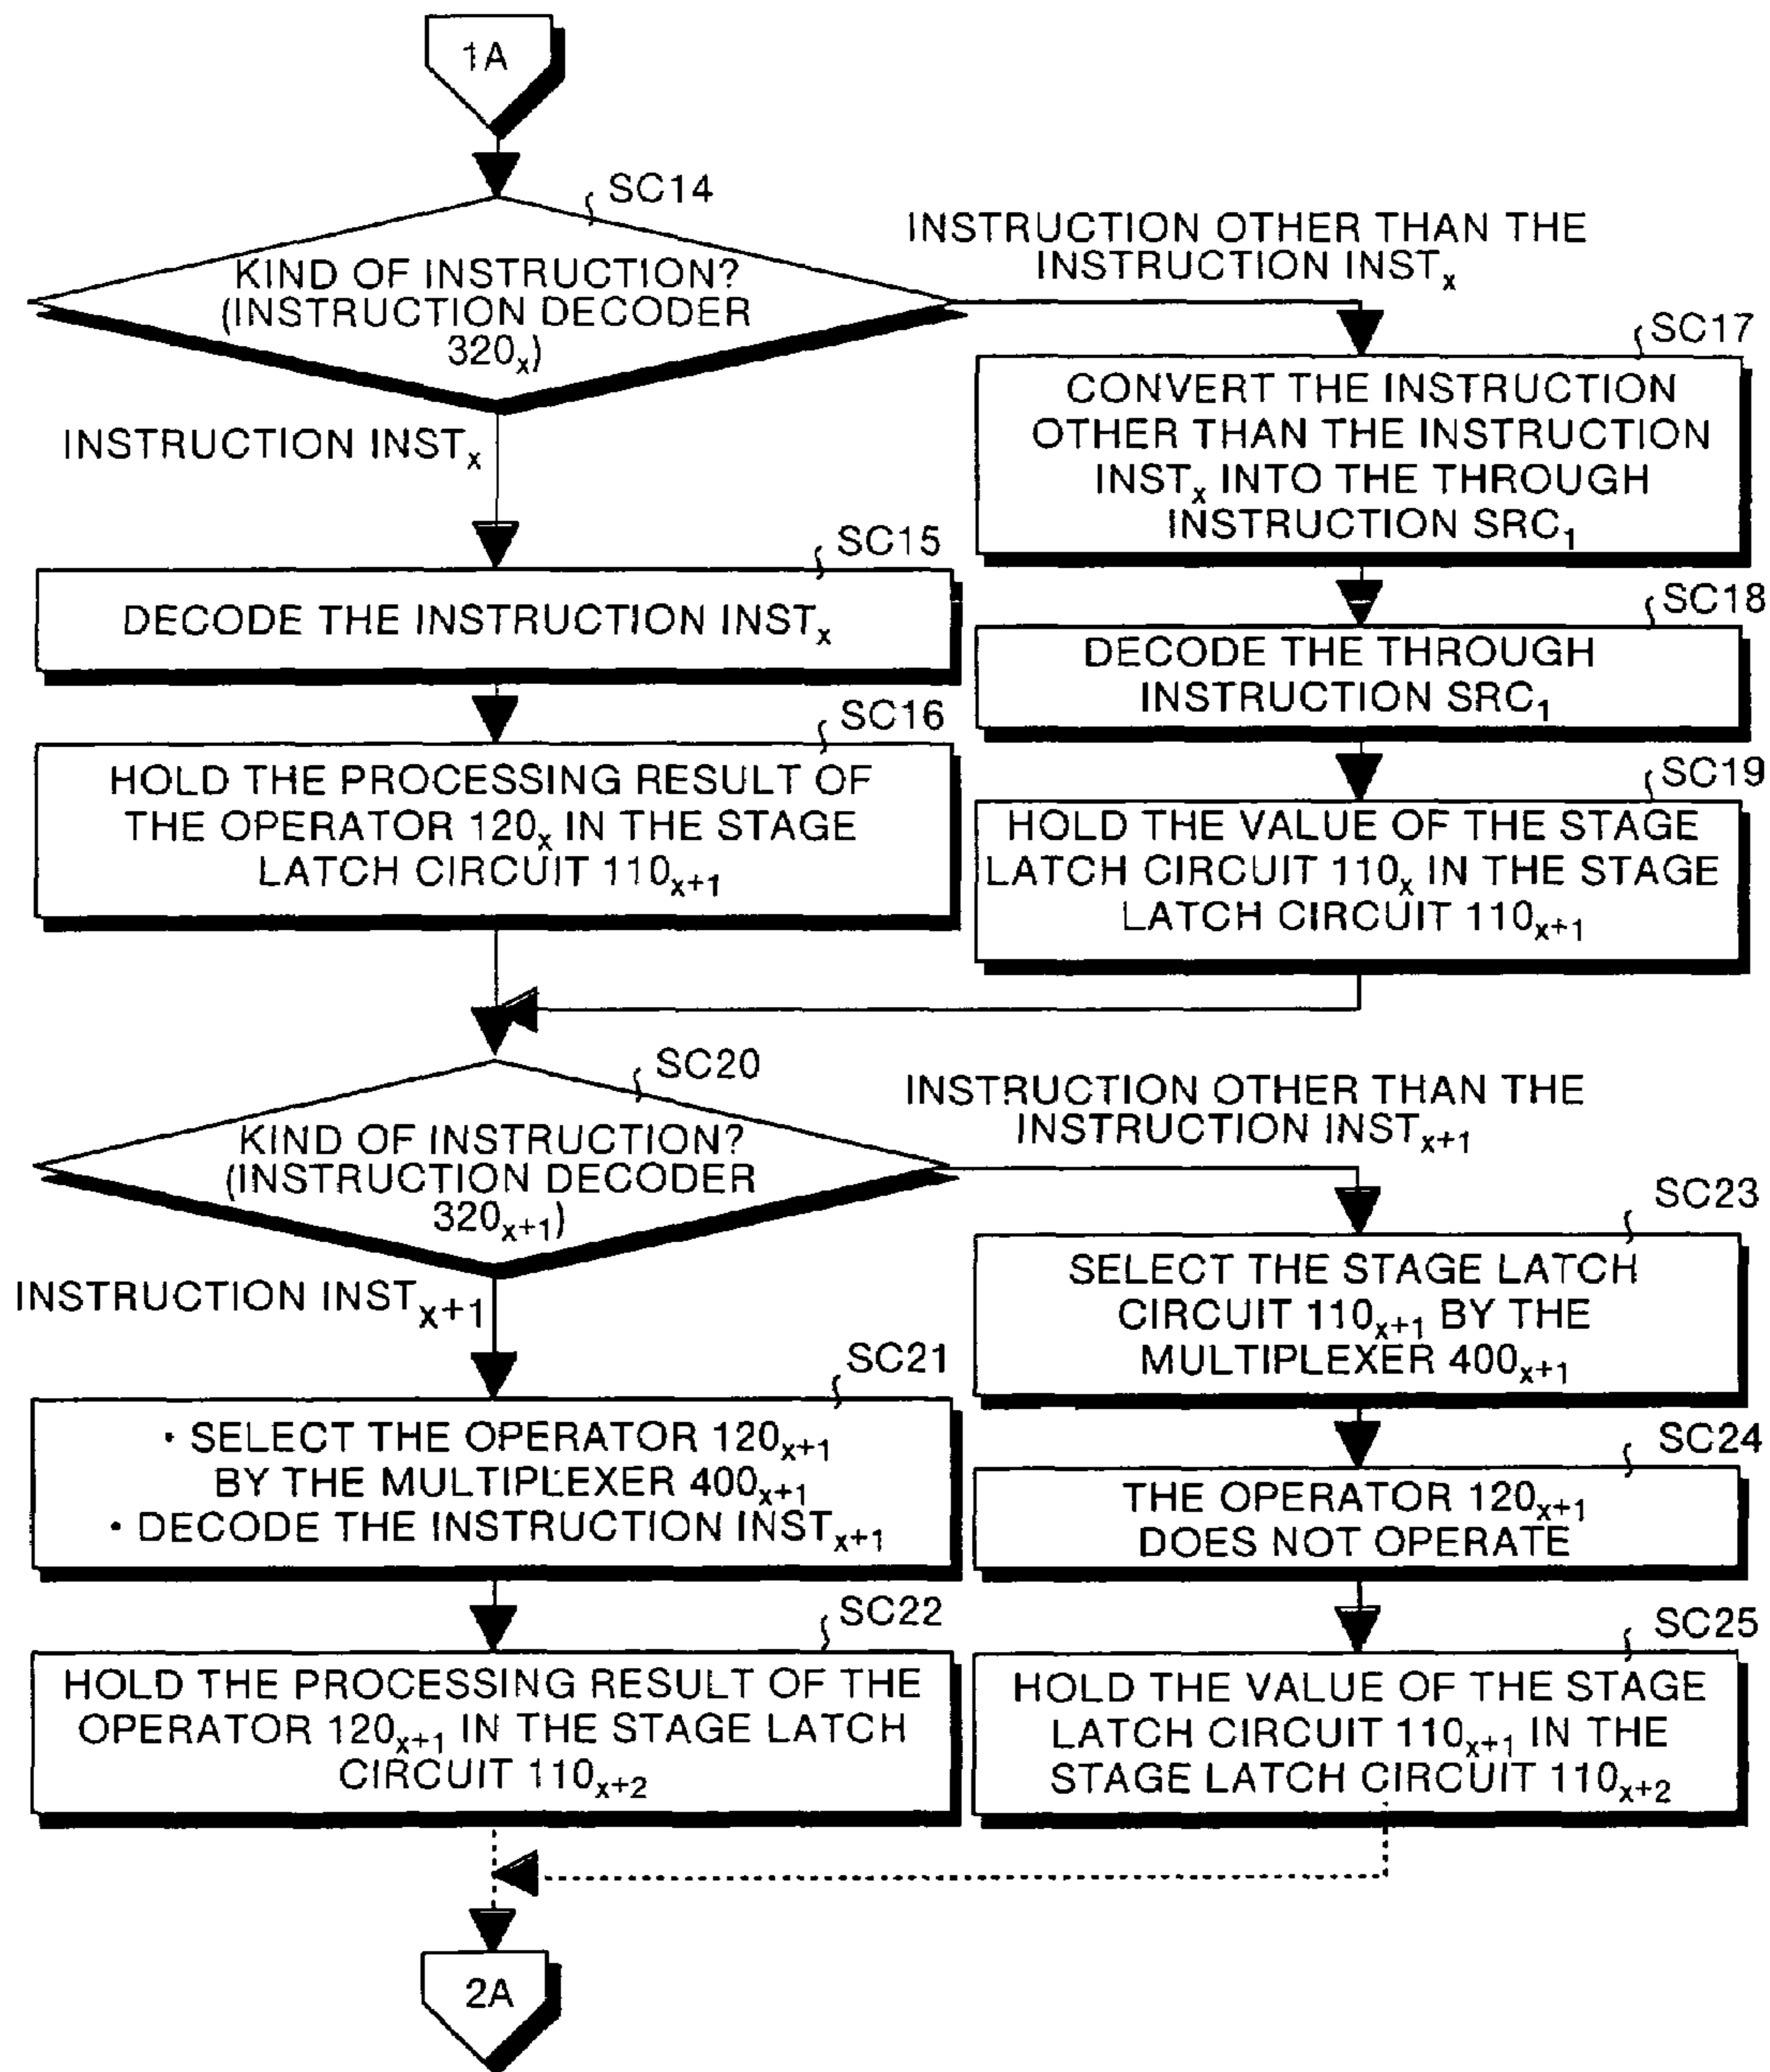 1A
SC14
KIND OF INSTRUCTION?
(INSTRUCTION DECODER
320x)
INSTRUCTION OTHER THAN THE
INSTRUCTION INSTx
INSTRUCTION INSTx
SC17
CONVERT THE INSTRUCTION
OTHER THAN THE INSTRUCTION
INSTx INTO THE THROUGH
INSTRUCTION SRC1
SC15
DECODE THE INSTRUCTION INSTx
SC18
DECODE THE THROUGH
INSTRUCTION SRC1
SC16
HOLD THE PROCESSING RESULT OF
THE OPERATOR 120x IN THE STAGE
LATCH CIRCUIT 110x+1
SC19
HOLD THE VALUE OF THE STAGE
LATCH CIRCUIT 110x IN THE STAGE
LATCH CIRCUIT 110x+1
SC20
KIND OF INSTRUCTION?
(INSTRUCTION DECODER
320x+1)
INSTRUCTION OTHER THAN THE
INSTRUCTION INSTx+1
INSTRUCTION INSTx+1
SC23
SELECT THE STAGE LATCH
CIRCUIT 110x+1 BY THE
MULTIPLEXER 400x+1
SC21
· SELECT THE OPERATOR 120x+1
BY THE MULTIPLEXER 400x+1
· DECODE THE INSTRUCTION INSTx+1
SC24
THE OPERATOR 120x+1
DOES NOT OPERATE
SC22
HOLD THE PROCESSING RESULT OF THE
OPERATOR 120x+1 IN THE STAGE LATCH
CIRCUIT 110x+2
SC25
HOLD THE VALUE OF THE STAGE
LATCH CIRCUIT 110x+1 IN THE
STAGE LATCH CIRCUIT 110x+2
2A